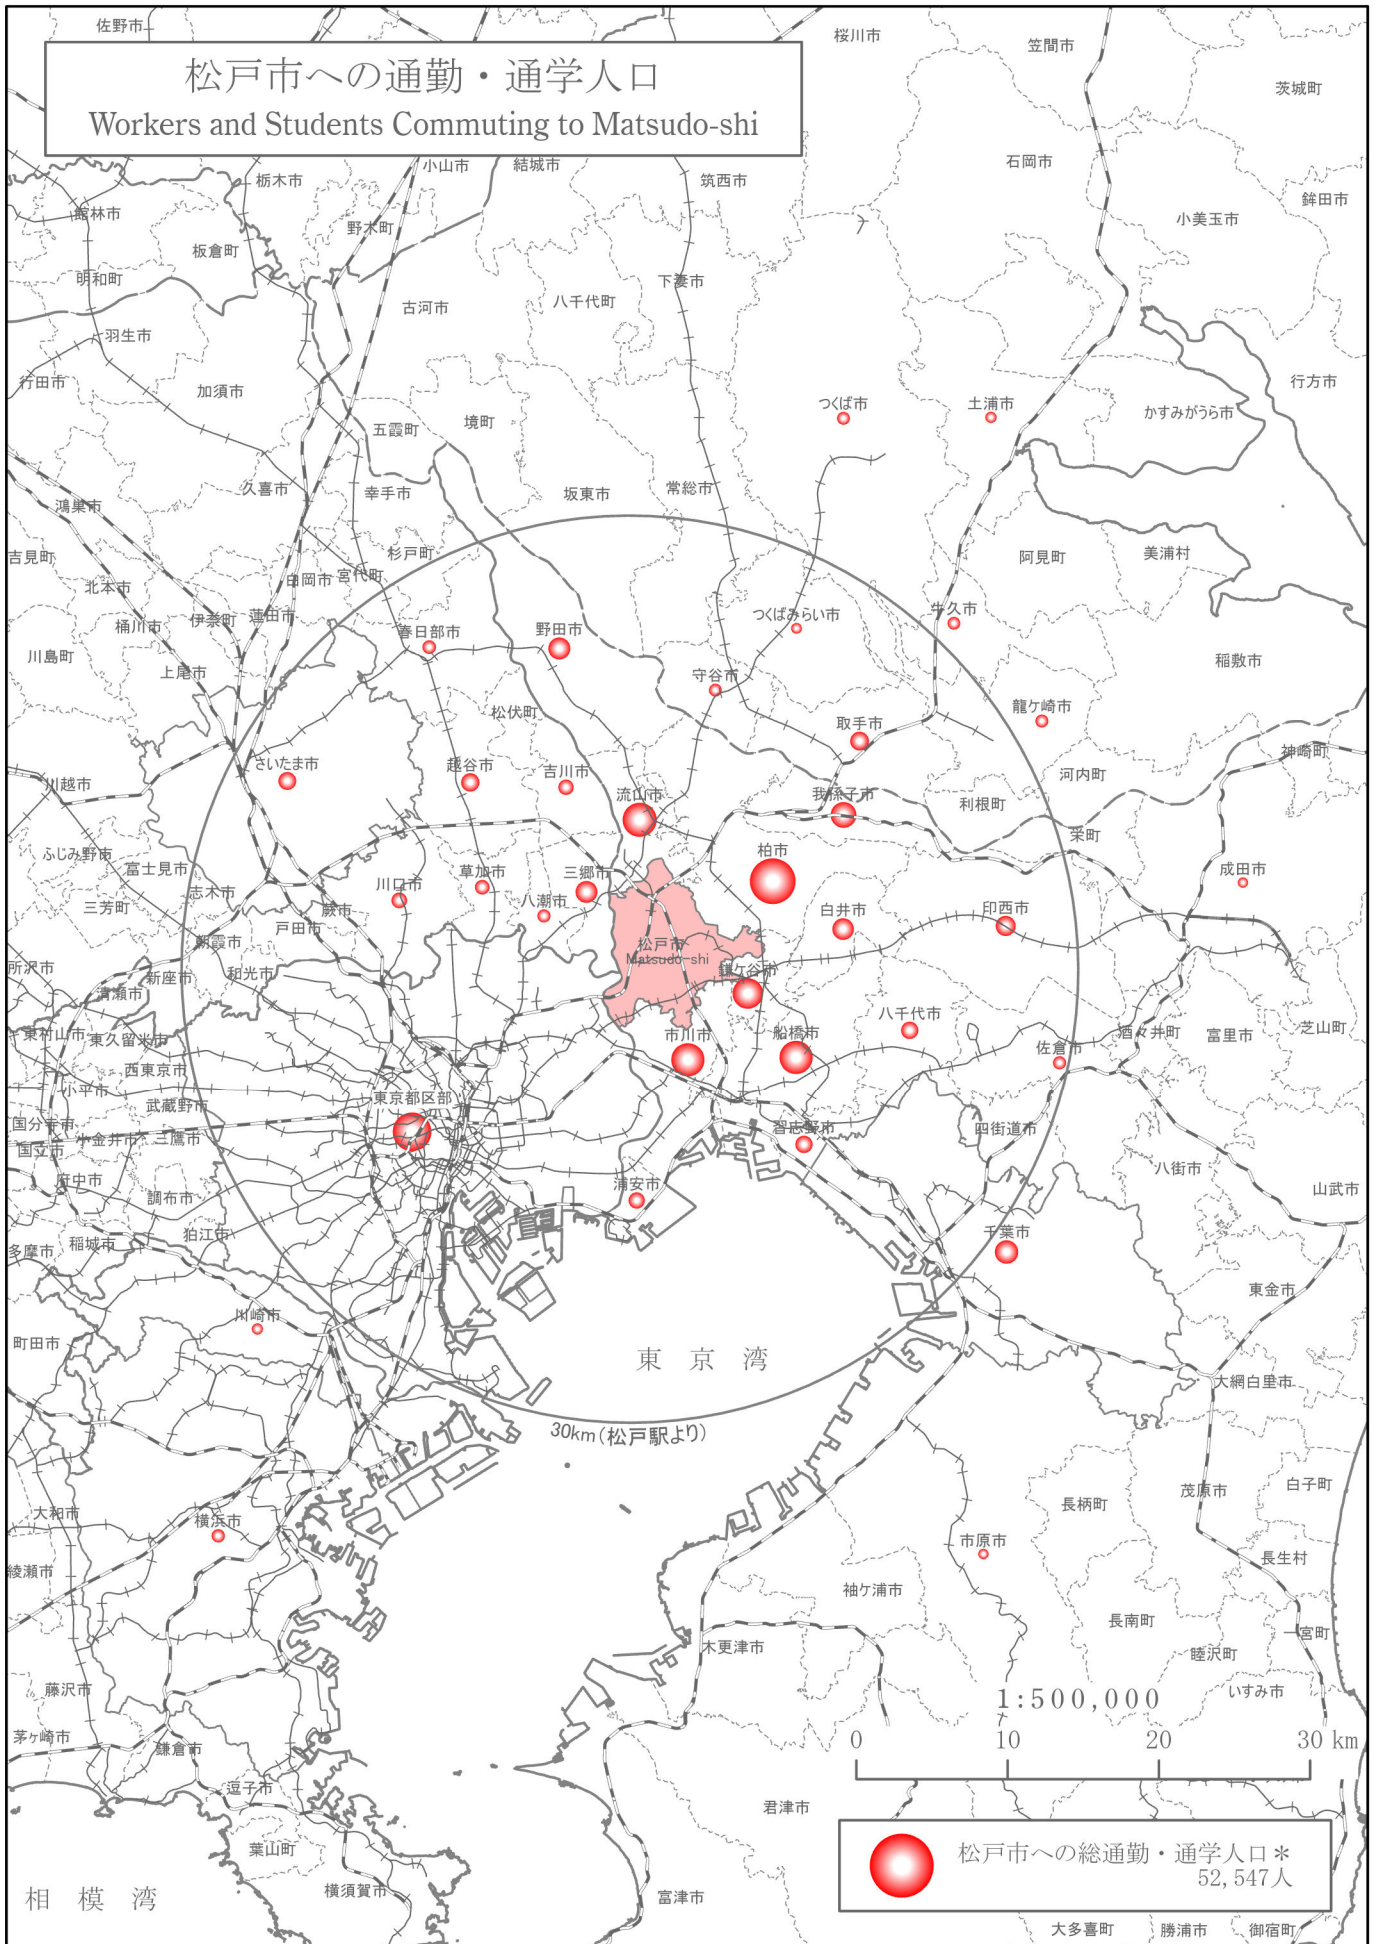 佐野市
桜川市
笠間市
松戸市への通勤・通学人口
Workers and Students Commuting to Matsudo-shi
茨城町
小山市
結城市
石岡市
栃木市
筑西市
鉾田市
館林市
野木町
小美玉市
板倉町
明和町
下妻市
古河市
八千代町
羽生市
行田市
加須市
行方市
つくば市
土浦市
かすみがうら市
境町
五霞町
久喜市
幸手市
坂東市
常総市
鴻巣市
吉見町
杉戸町
阿見町
美浦村
北本市
白岡市
宮代町
桶川市
伊奈町
蓮田市
つくばみらい市
牛久市
春日部市
野田市
川島町
稲敷市
上尾市
守谷市
松伏町
龍ケ崎市
取手市
神崎町
さいたま市
越谷市
吉川市
河内町
川越市
流山市
我孫子市
利根町
栄町
ふじみ野市
柏市
富士見市
成田市
三郷市
草加市
川口市
志木市
三芳町
八潮市
蕨市
白井市
印西市
戸田市
朝霞市
松戸市
Matsudo-shi
所沢市
新座市
和光市
鎌ケ谷市
清瀬市
八千代市
東村山市
東久留米市
市川市
船橋市
酒々井町
富里市
芝山町
佐倉市
西東京市
小平市
東京都区部
武蔵野市
国分寺市
小金井市
三鷹市
習志野市
四街道市
国立市
八街市
府中市
調布市
浦安市
山武市
狛江市
千葉市
多摩市
稲城市
東金市
川崎市
町田市
東京湾
大網白里市
30km(松戸駅より)
白子町
茂原市
長柄町
大和市
横浜市
市原市
長生村
綾瀬市
袖ケ浦市
長南町
一宮町
木更津市
睦沢町
藤沢市
いすみ市
1:500,000
茅ヶ崎市
鎌倉市
0 10 20 30 km
逗子市
君津市
葉山町
松戸市への総通勤・通学人口＊
52,547人
横須賀市
相模湾
富津市
大多喜町
勝浦市
御宿町